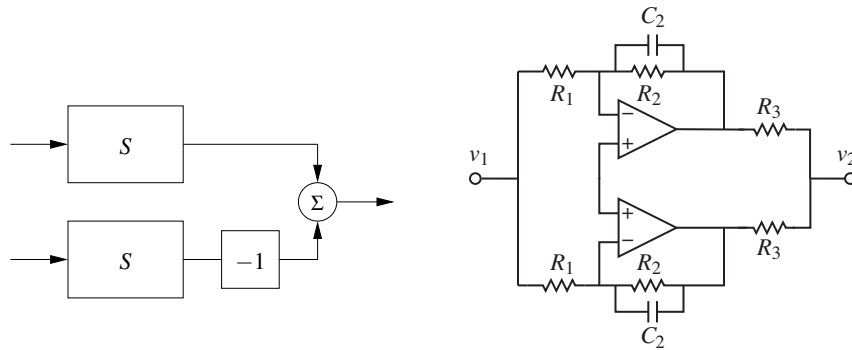 S
Σ
S
−1
C₂
R₁
R₂
R₃
−
+
v₁
v₂
+
−
R₃
R₁
R₂
C₂